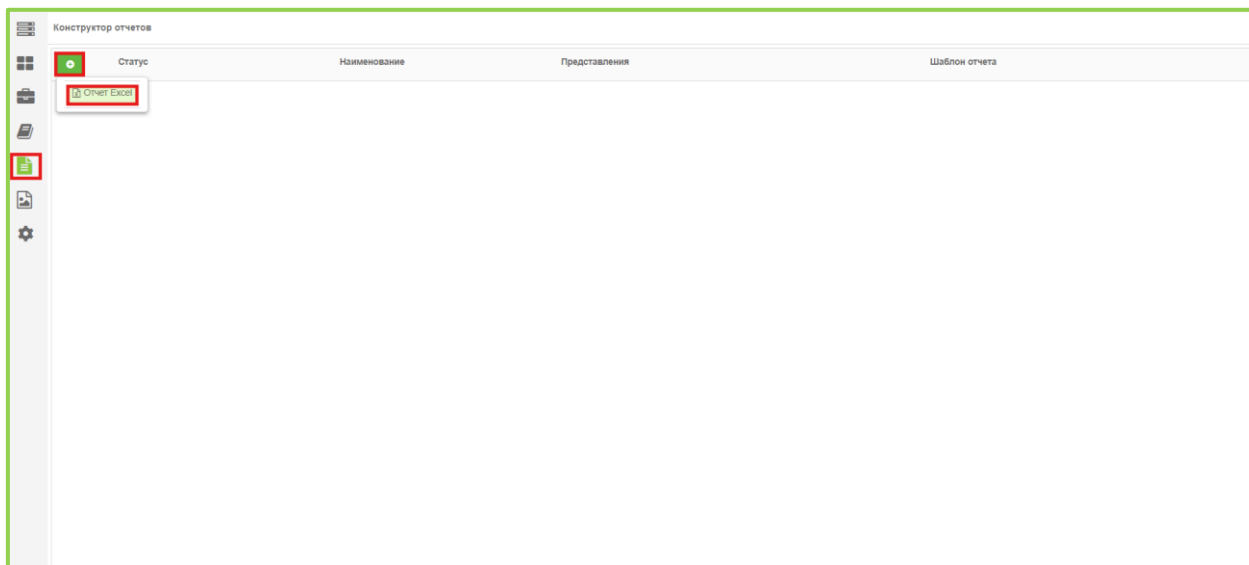 Конструктор отчетов
Статус Наименование Представления Шаблон отчета
Отчет Excel